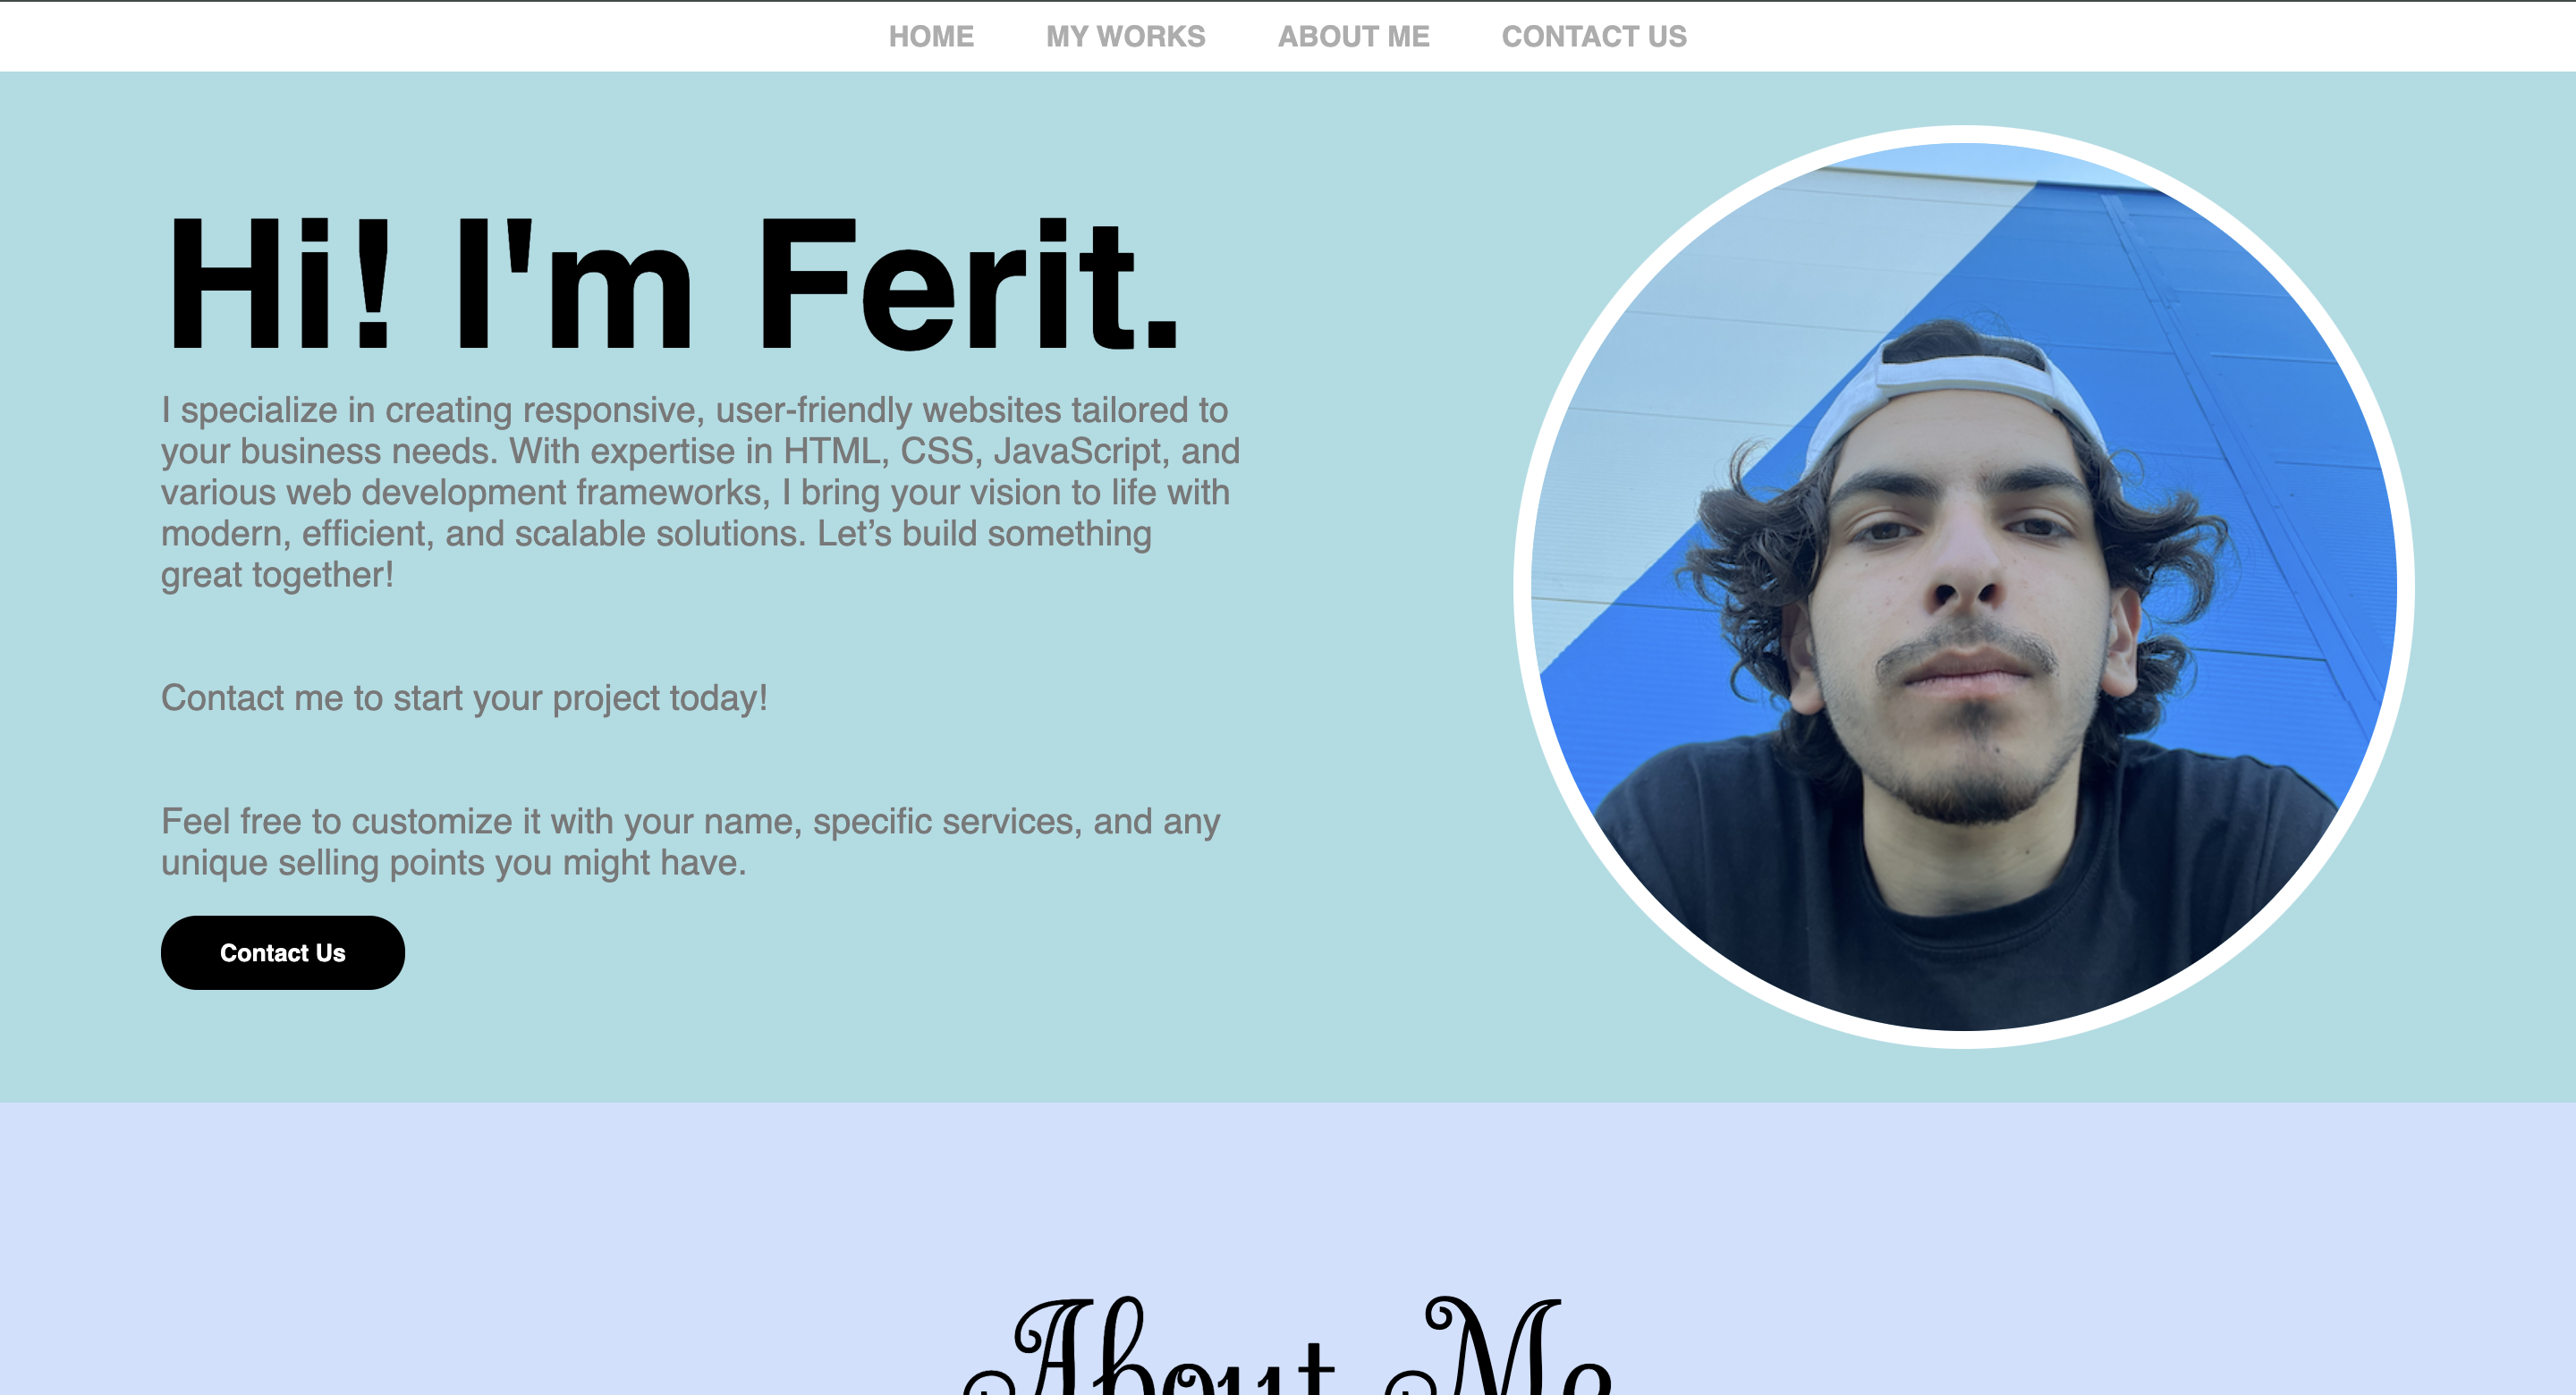 HOME MY WORKS ABOUT ME CONTACT US
Hi! I'm Ferit.
I specialize in creating responsive, user-friendly websites tailored to
your business needs. With expertise in HTML, CSS, JavaScript, and
various web development frameworks, I bring your vision to life with
modern, efficient, and scalable solutions. Let’s build something
great together!
Contact me to start your project today!
Feel free to customize it with your name, specific services, and any
unique selling points you might have.
Contact Us
About Me